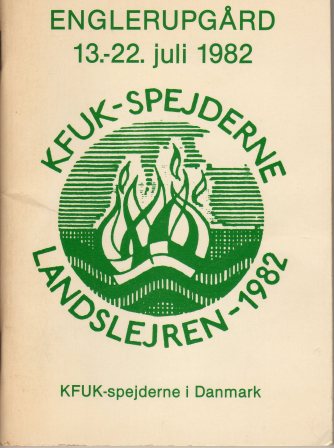 ENGLERUPGÅRD
13.-22. juli 1982
KFUK-SPEJDERNE
LANDSLEJREN-1982
KFUK-spejderne i Danmark